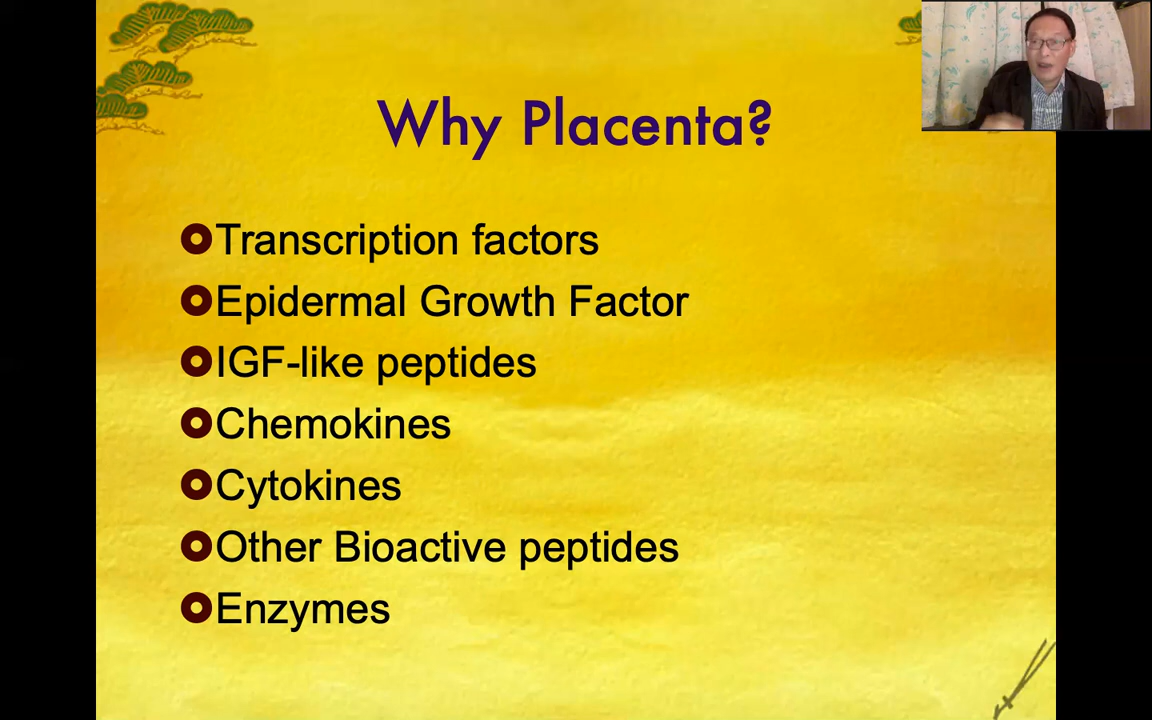 Why Placenta?
Transcription factors
Epidermal Growth Factor
IGF-like peptides
Chemokines
Cytokines
Other Bioactive peptides
Enzymes